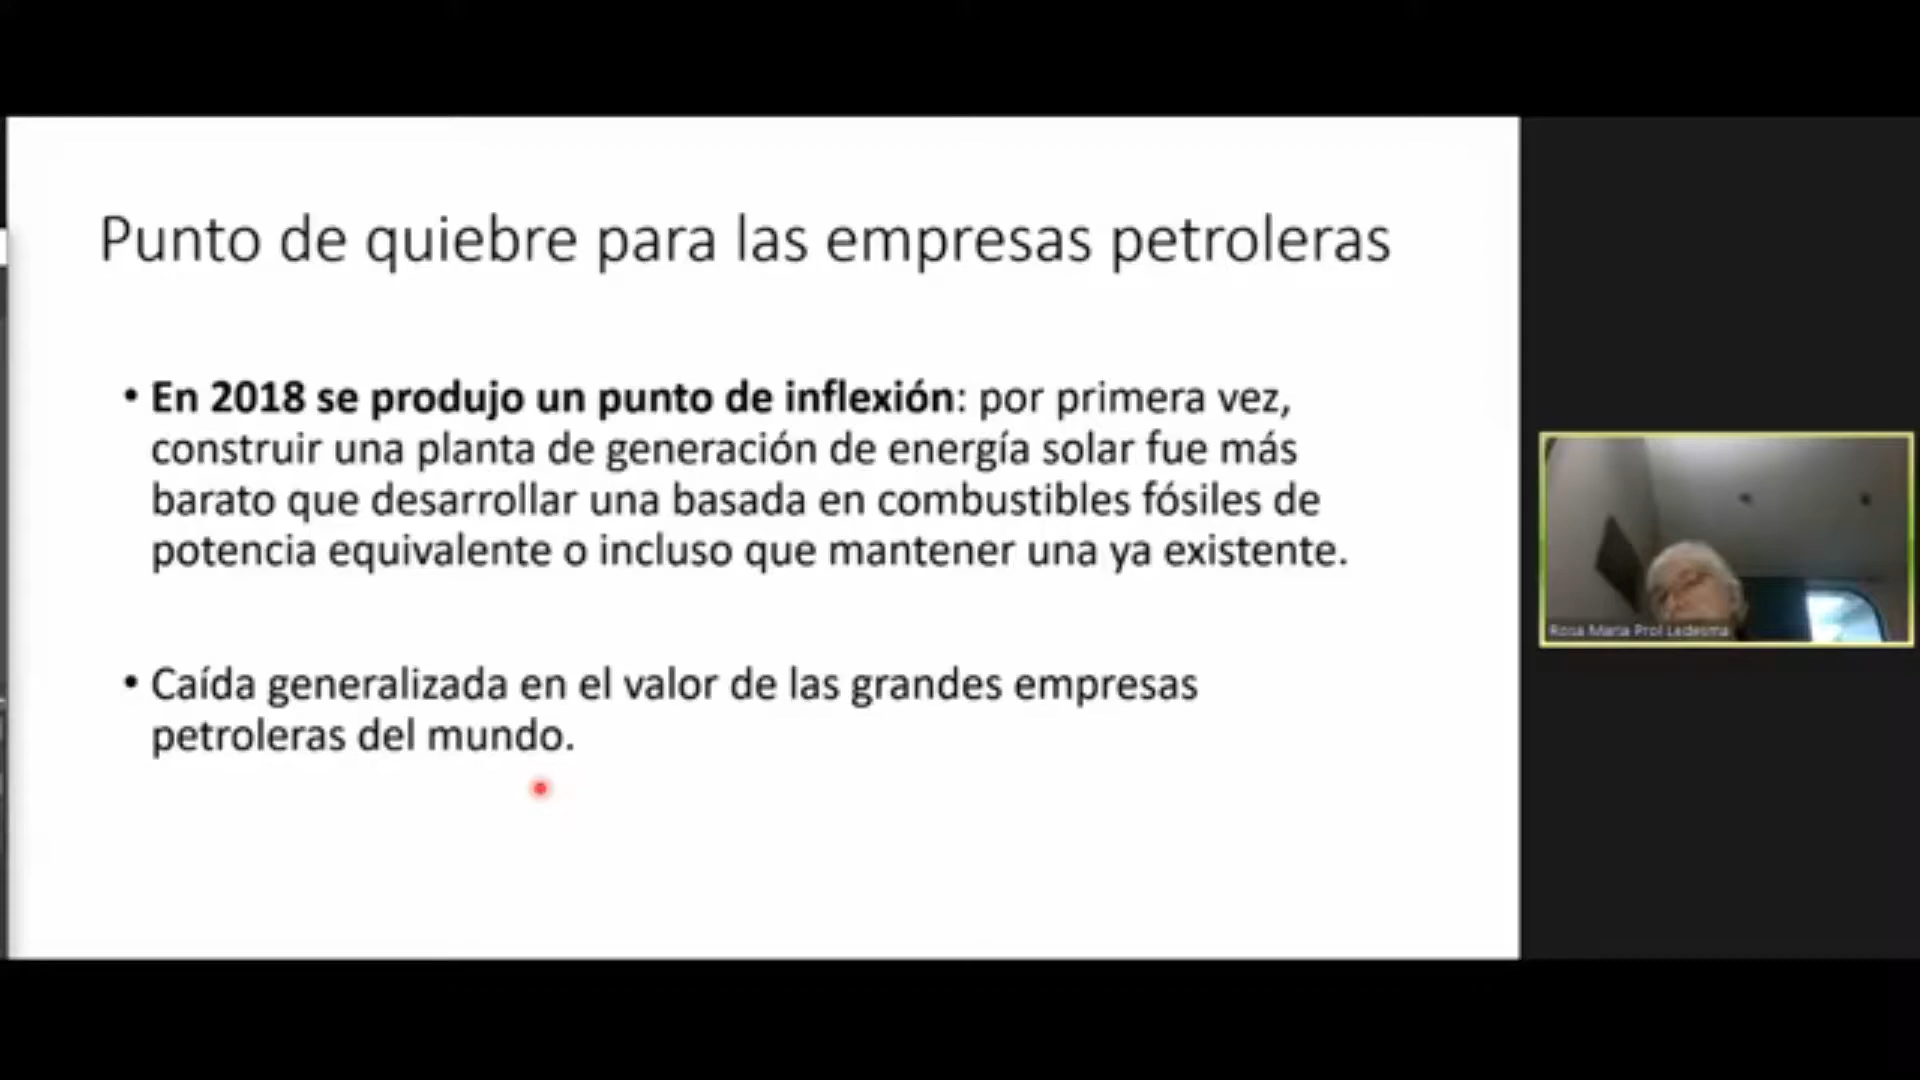 Punto de quiebre para las empresas petroleras
• En 2018 se produjo un punto de inflexión: por primera vez,
construir una planta de generación de energía solar fue más
barato que desarrollar una basada en combustibles fósiles de
potencia equivalente o incluso que mantener una ya existente.
• Caída generalizada en el valor de las grandes empresas
petroleras del mundo.
Rosa Maria Prol Ledesma